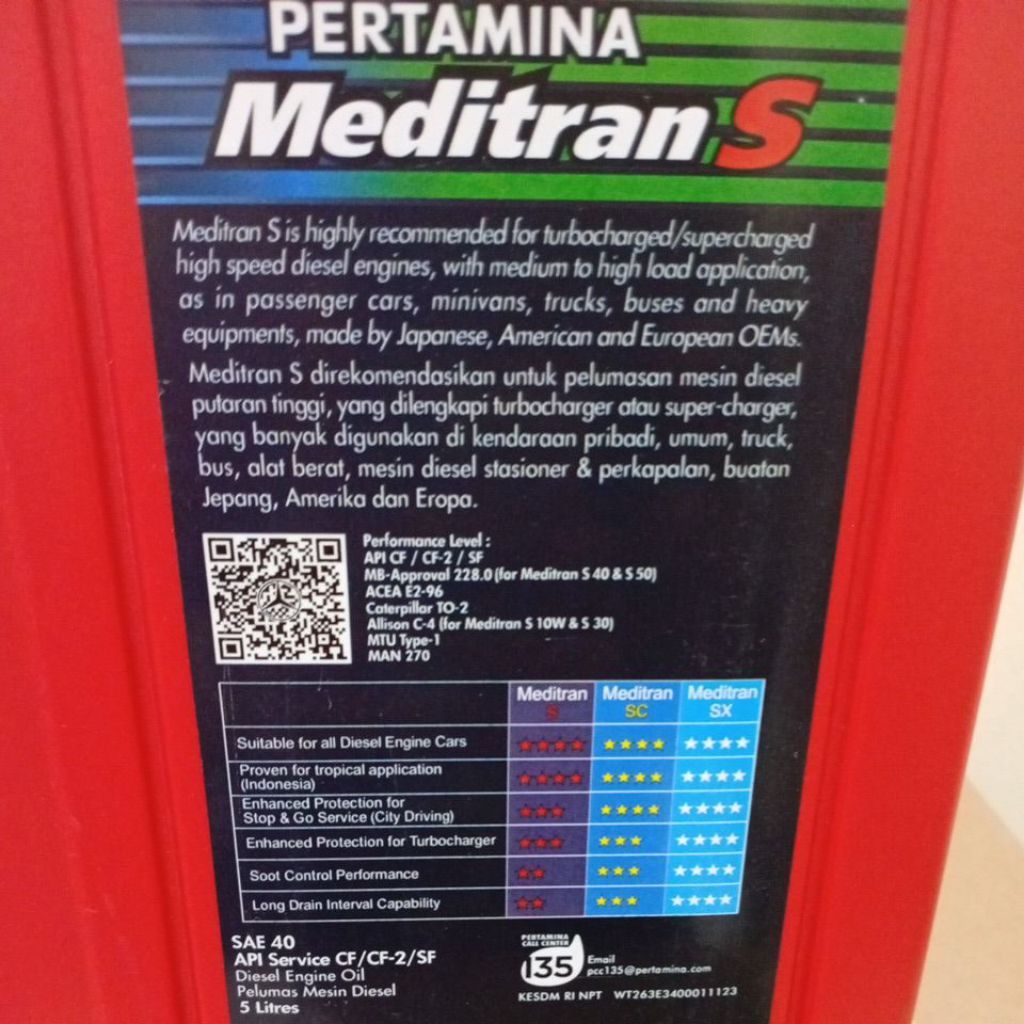 PERTAMINA
Meditran S
Meditran S is highly recommended for turbocharged/supercharged
high speed diesel engines, with medium to high load application,
as in passenger cars, minivans, trucks, buses and heavy
equipments, made by Japanese, American and European OEMs.
Meditran S direkomendasikan untuk pelumasan mesin diesel
putaran tinggi, yang dilengkapi turbocharger atau super-charger,
yang banyak digunakan di kendaraan pribadi, umum, truck,
bus, alat berat, mesin diesel stasioner & perkapalan, buatan
Jepang, Amerika dan Eropa.
Performance Level :
API CF / CF-2 / SF
MB-Approval 228.0 (for Meditran S 40 & S 50)
ACEA E2-96
Caterpillar TO-2
Allison C-4 (for Meditran S 10W & S 30)
MTU Type-1
MAN 270
Meditran S
Meditran SC
Meditran SX
Suitable for all Diesel Engine Cars
Proven for tropical application
(Indonesia)
Enhanced Protection for
Stop & Go Service (City Driving)
Enhanced Protection for Turbocharger
Soot Control Performance
Long Drain Interval Capability
SAE 40
API Service CF/CF-2/SF
Diesel Engine Oil
Pelumas Mesin Diesel
5 Litres
PERTAMINA
CALL CENTER
135
Email
pcc135@pertamina.com
KESDM RI NPT WT263E3400011123